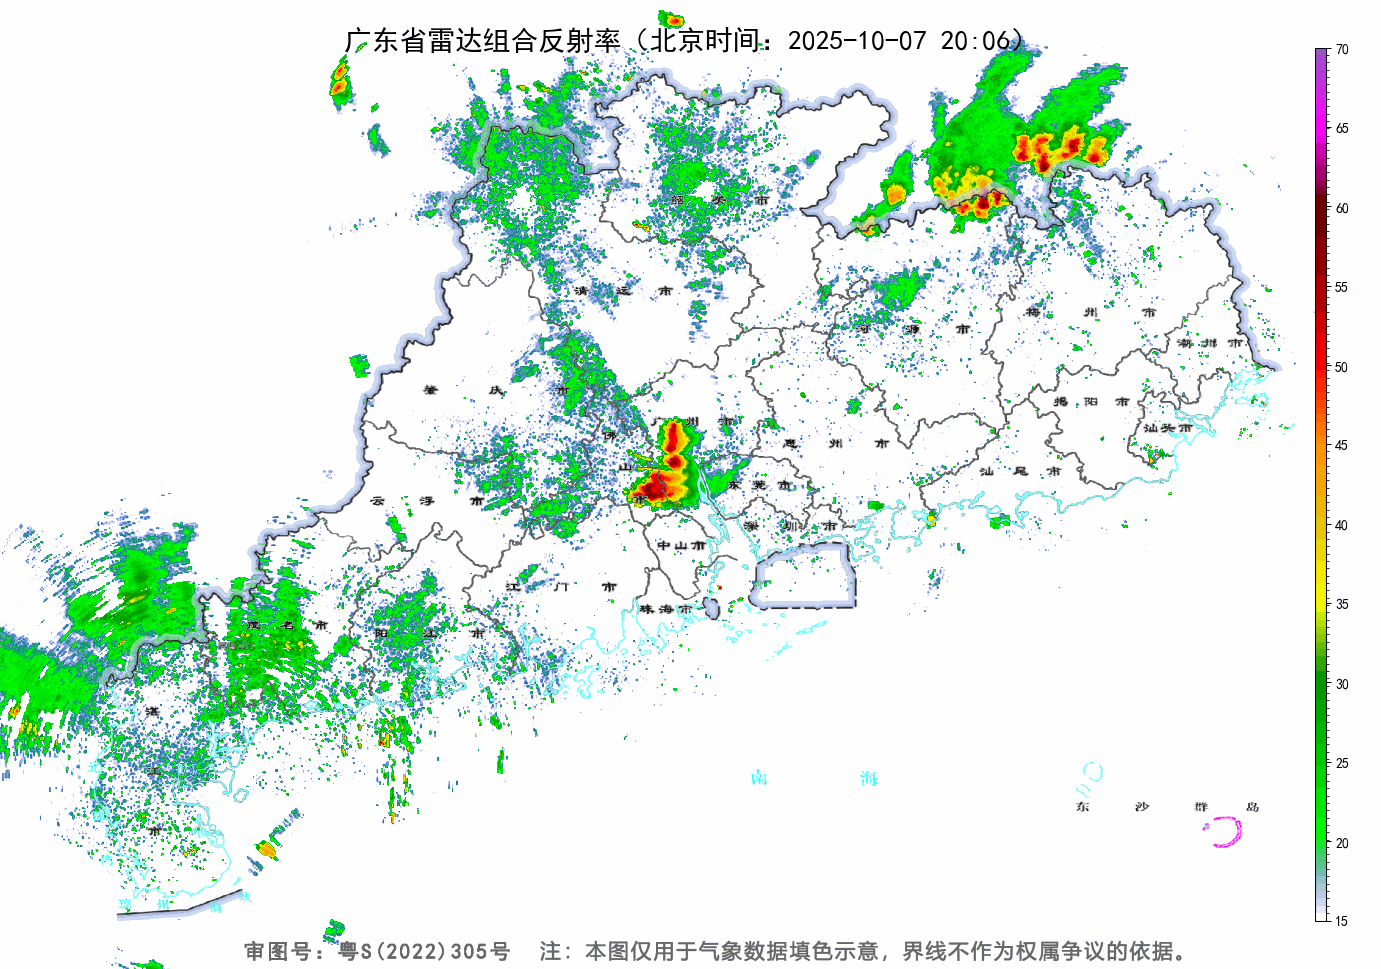 广东省雷达组合反射率（北京时间：2025-10-07 20:06）
70
65
60
55
50
45
40
35
30
25
20
15
韶关市
清远市
河源市
梅州市
潮州市
肇庆市
广州市
佛山市
惠州市
揭阳市
汕头市
汕尾市
东莞市
云浮市
深圳市
中山市
江门市
珠海市
茂名市
阳江市
湛江市
南海
东沙群岛
琼州海峡
审图号：粤S(2022)305号 注：本图仅用于气象数据填色示意，界线不作为权属争议的依据。